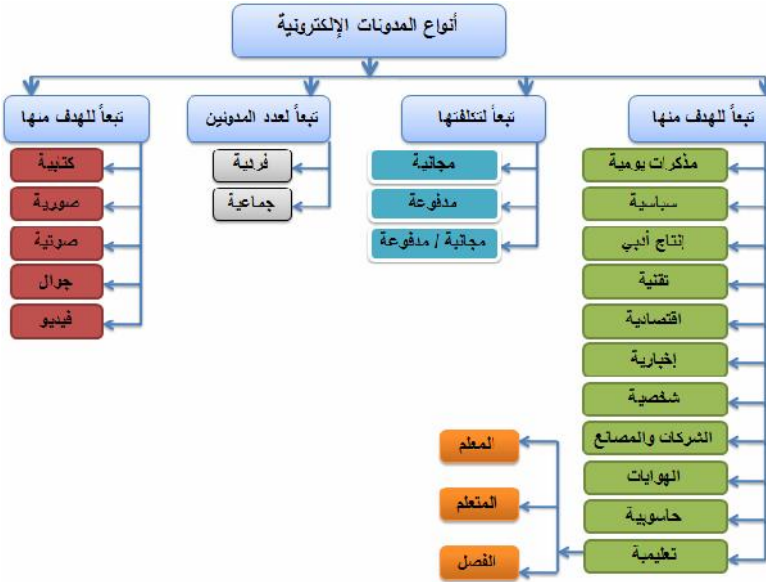 أنواع المدونات الإلكترونية
تبعاً للهدف منها
مذكرات يومية
سياسية
إنتاج أدبي
تقنية
اقتصادية
إخبارية
شخصية
الشركات والمصانع
الهوايات
حاسوبية
تعليمية
المعلم
المتعلم
الفصل
تبعاً لتكلفتها
مجانية
مدفوعة
مجانية / مدفوعة
تبعاً لعدد المدونين
فردية
جماعية
تبعاً للهدف منها
كتابية
صورية
صوتية
جوال
فيديو